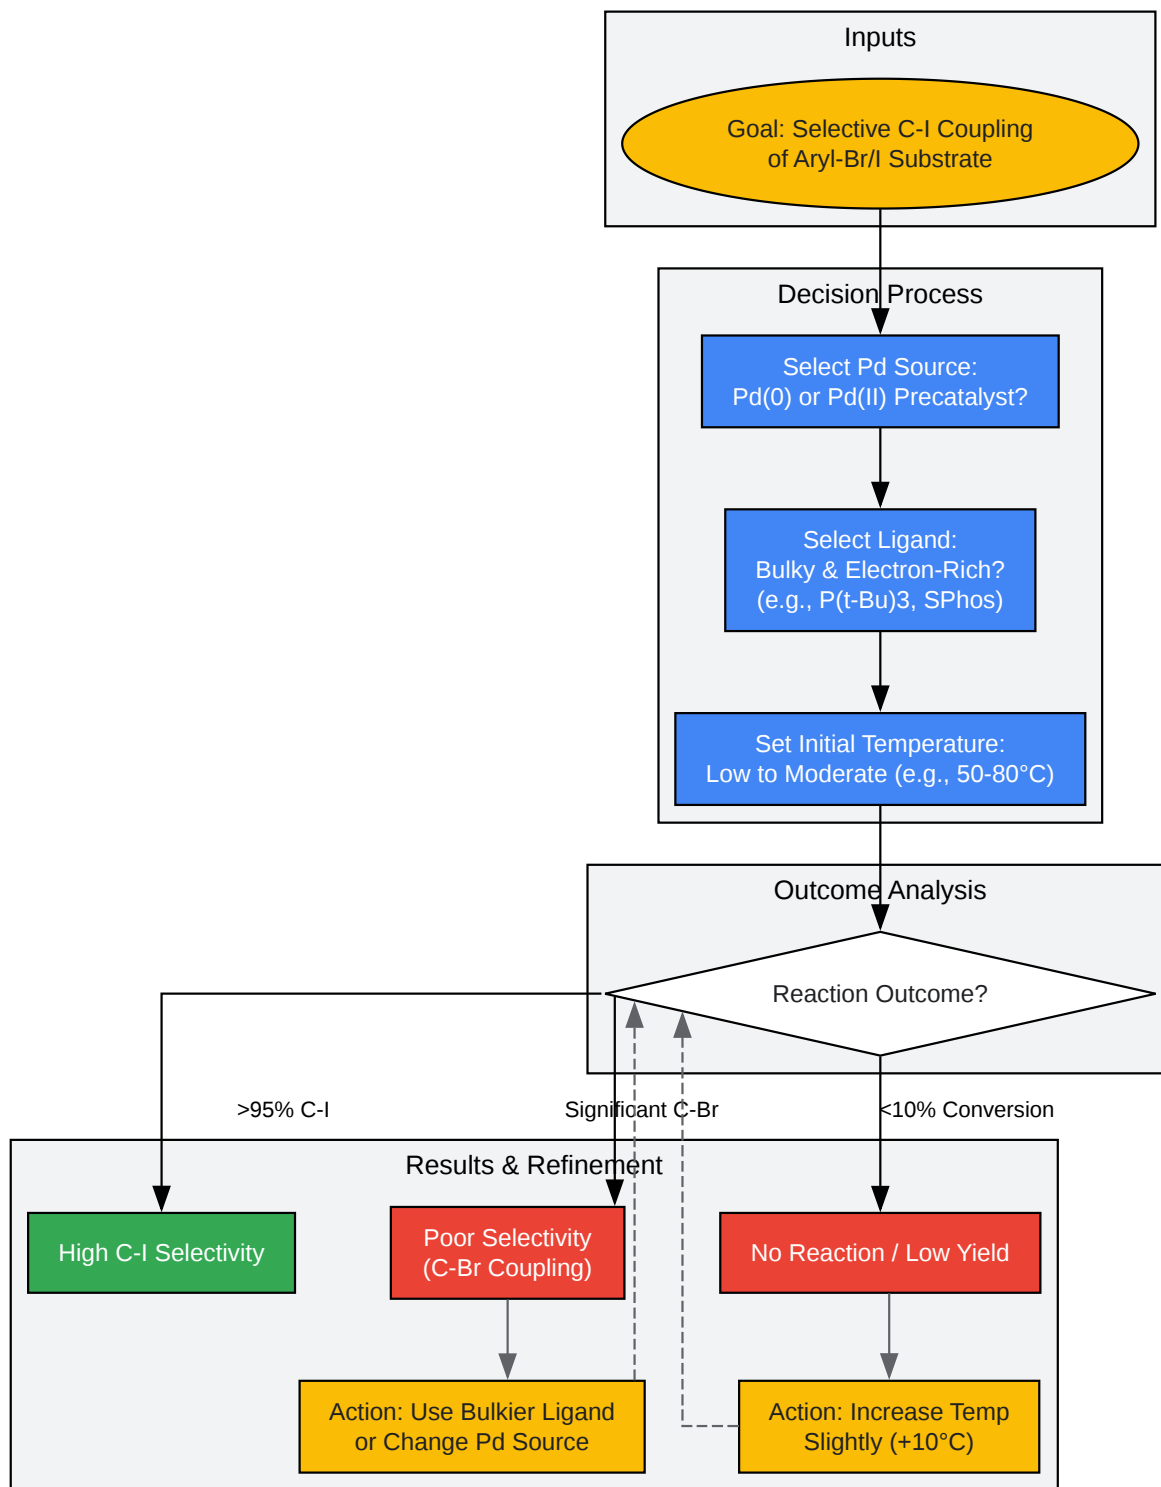 Inputs
Goal: Selective C-I Coupling
of Aryl-Br/I Substrate
Decision Process
Select Pd Source:
Pd(0) or Pd(II) Precatalyst?
Select Ligand:
Bulky & Electron-Rich?
(e.g., P(t-Bu)3, SPhos)
Set Initial Temperature:
Low to Moderate (e.g., 50-80°C)
Outcome Analysis
Reaction Outcome?
>95% C-I
Significant C-Br
<10% Conversion
Results & Refinement
High C-I Selectivity
Poor Selectivity
(C-Br Coupling)
No Reaction / Low Yield
Action: Use Bulkier Ligand
or Change Pd Source
Action: Increase Temp
Slightly (+10°C)